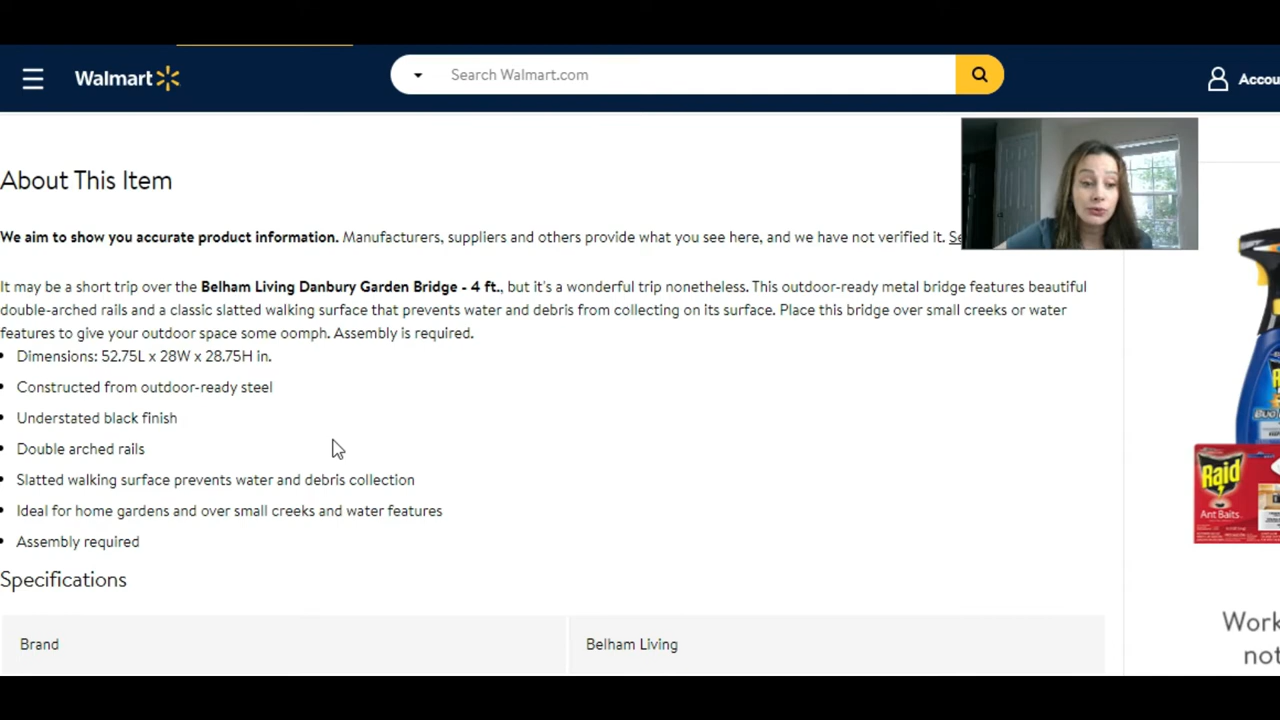 Walmart
Search Walmart.com
About This Item
We aim to show you accurate product information. Manufacturers, suppliers and others provide what you see here, and we have not verified it.
It may be a short trip over the Belham Living Danbury Garden Bridge - 4 ft., but it's a wonderful trip nonetheless. This outdoor-ready metal bridge features beautiful
double-arched rails and a classic slatted walking surface that prevents water and debris from collecting on its surface. Place this bridge over small creeks or water
features to give your outdoor space some oomph. Assembly is required.
Dimensions: 52.75L x 28W x 28.75H in.
Constructed from outdoor-ready steel
Understated black finish
Double arched rails
Slatted walking surface prevents water and debris collection
Ideal for home gardens and over small creeks and water features
Assembly required
Specifications
Brand Belham Living
Raid
Ant Baits
Work